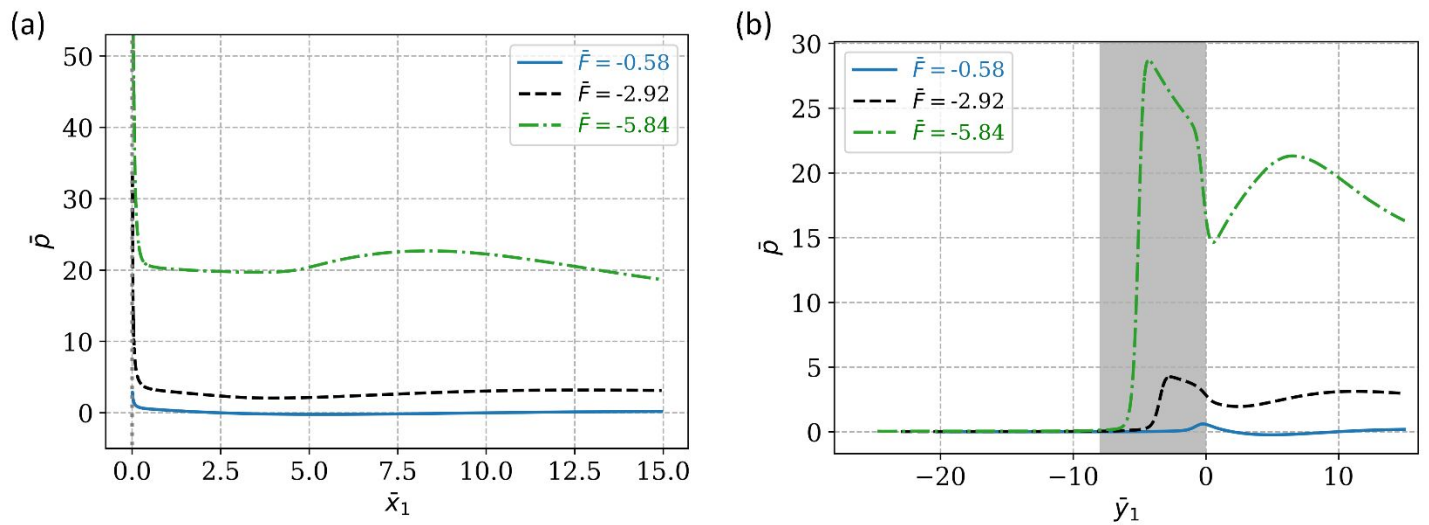 (a)
50
40
30
20
10
0
p̄
0.0 2.5 5.0 7.5 10.0 12.5 15.0
x̄₁
F̄ = -0.58
F̄ = -2.92
F̄ = -5.84
(b)
30
25
20
15
10
5
0
p̄
−20 −10 0 10
ȳ₁
F̄ = -0.58
F̄ = -2.92
F̄ = -5.84